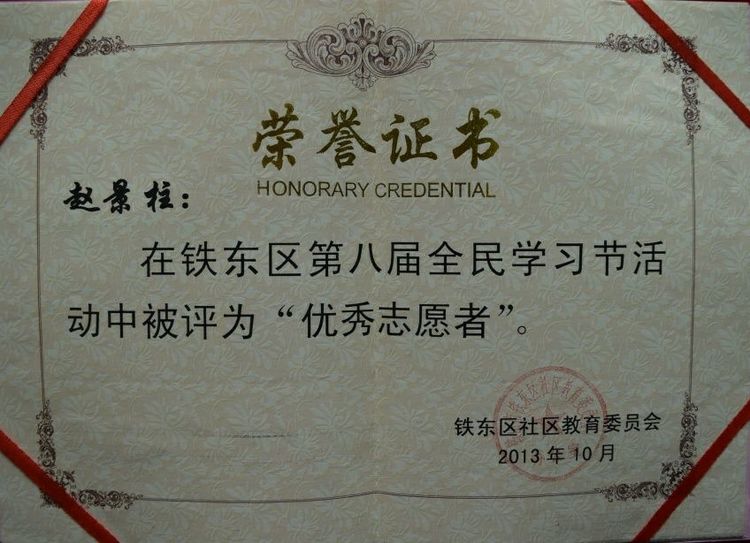 荣誉证书
HONORARY CREDENTIAL
赵景柱：
在铁东区第八届全民学习节活
动中被评为“优秀志愿者”。
铁东区社区教育委员会
2013年10月